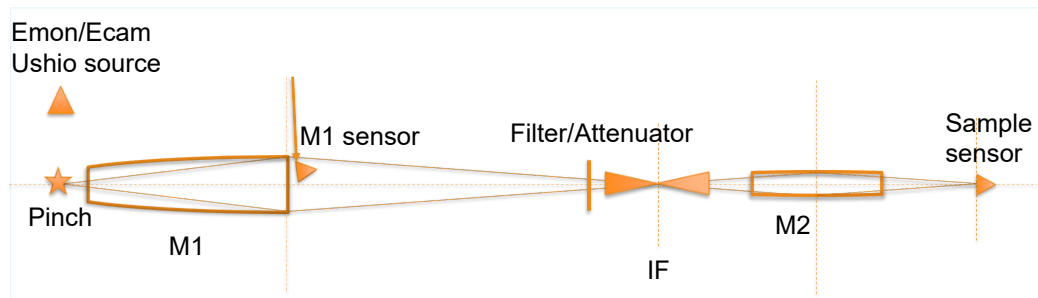 Emon/Ecam
Ushio source
M1 sensor
Filter/Attenuator
Sample
sensor
Pinch
M1
M2
IF